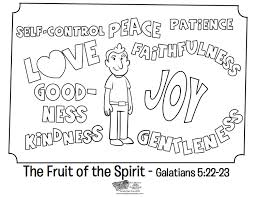 SELF-CONTROL PEACE PATIENCE
LOVE FAITHFULNESS
GOOD-
NESS JOY
KINDNESS GENTLENESS
The Fruit of the Spirit - Galatians 5:22-23